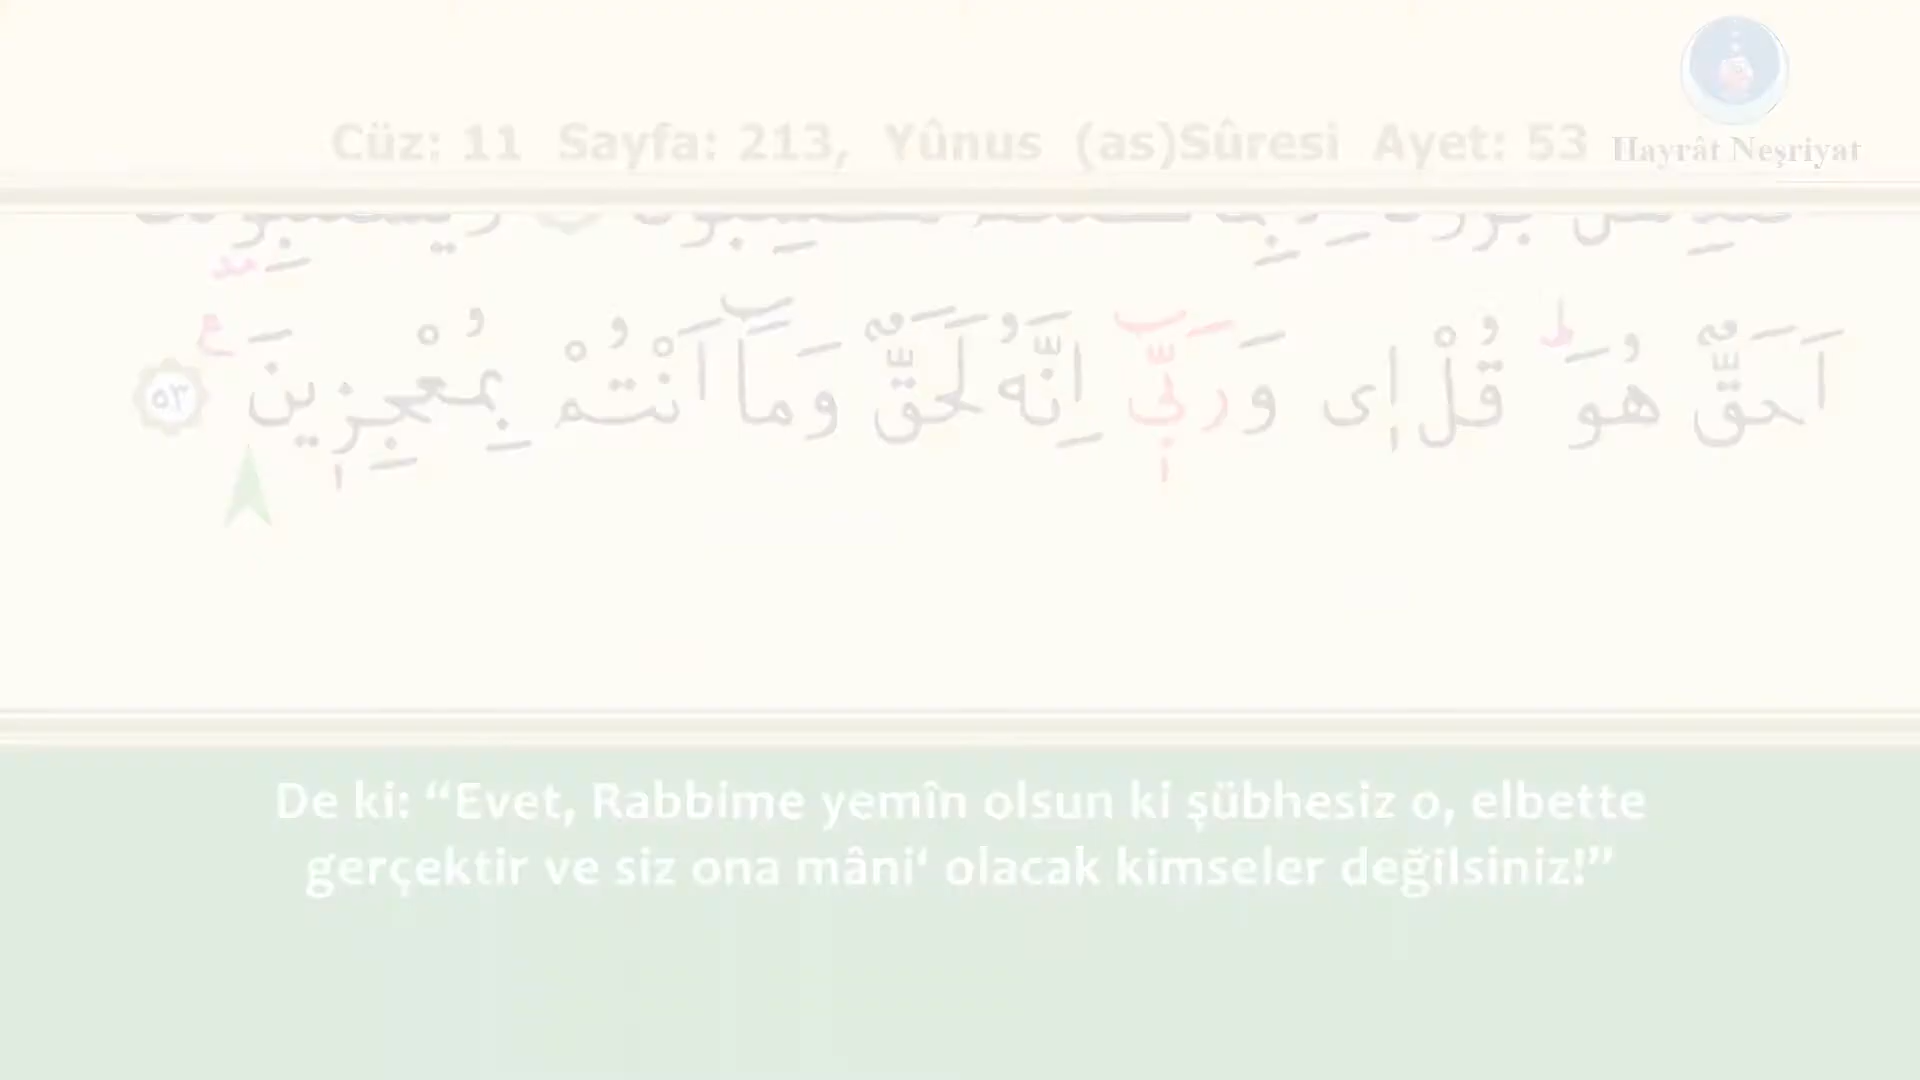 Hayrât Neşriyat
Cüz: 11 Sayfa: 213, Yûnus (as)Sûresi Ayet: 53
اَحَقٌّ هُوَ ط قُلْ اِى وَرَبّ۪ٓى اِنَّهُ لَحَقٌّ وَمَٓا اَنْتُمْ بِمُعْجِز۪ينَ ع ٥٣
De ki: “Evet, Rabbime yemîn olsun ki şübhesiz o, elbette
gerçektir ve siz ona mâni‘ olacak kimseler değilsiniz!”